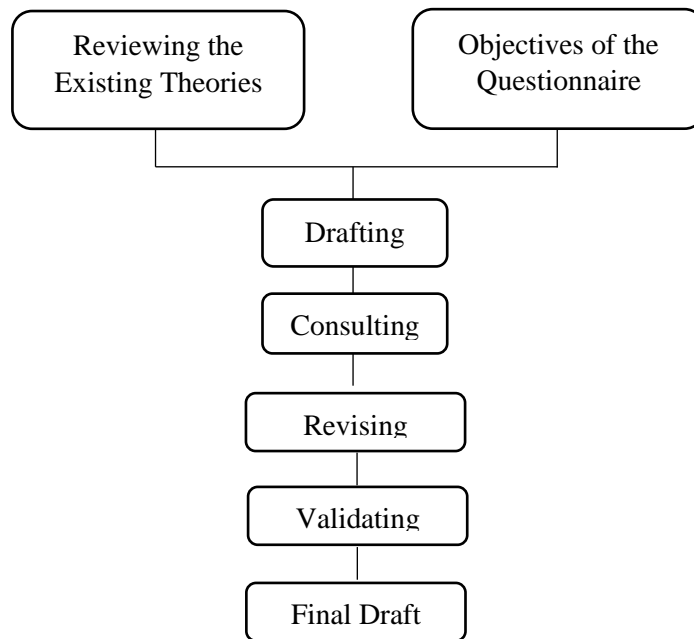 Reviewing the
Existing Theories
Objectives of the
Questionnaire
Drafting
Consulting
Revising
Validating
Final Draft